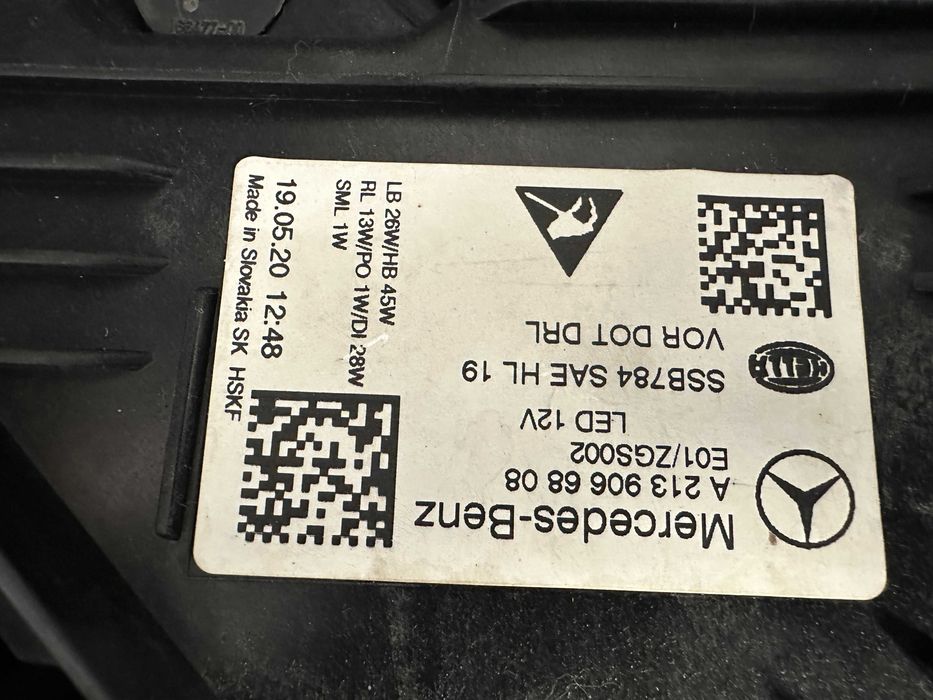 Mercedes-Benz
A 213 906 68 08
E01/ZGS002
LED 12V
SSB784 SAE HL 19
HELLA
VOR DOT DRL
LB 26W/HB 45W
RL 13W/PO 1W/DI 28W
SML 1W
19.05.20 12:48
Made in Slovakia SK HSKF